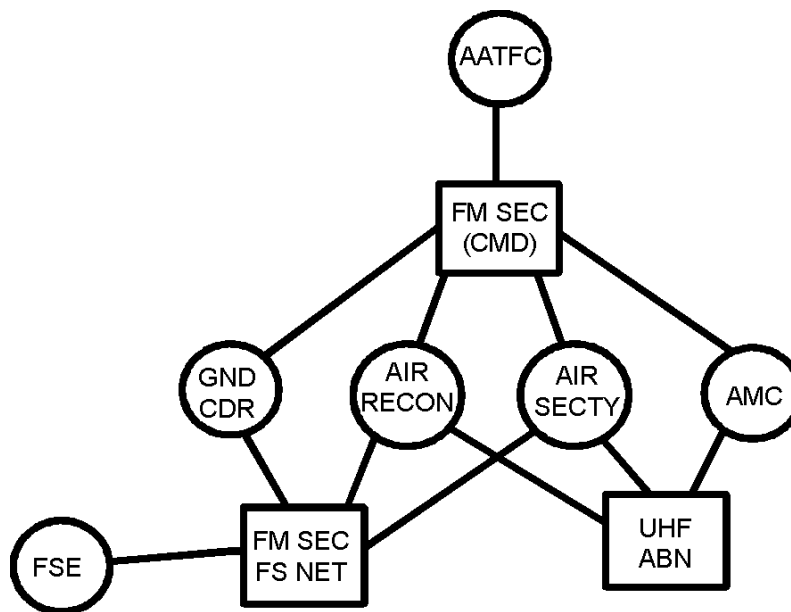 AATFC
FM SEC
(CMD)
GND
CDR
AIR
RECON
AIR
SECTY
AMC
FSE
FM SEC
FS NET
UHF
ABN